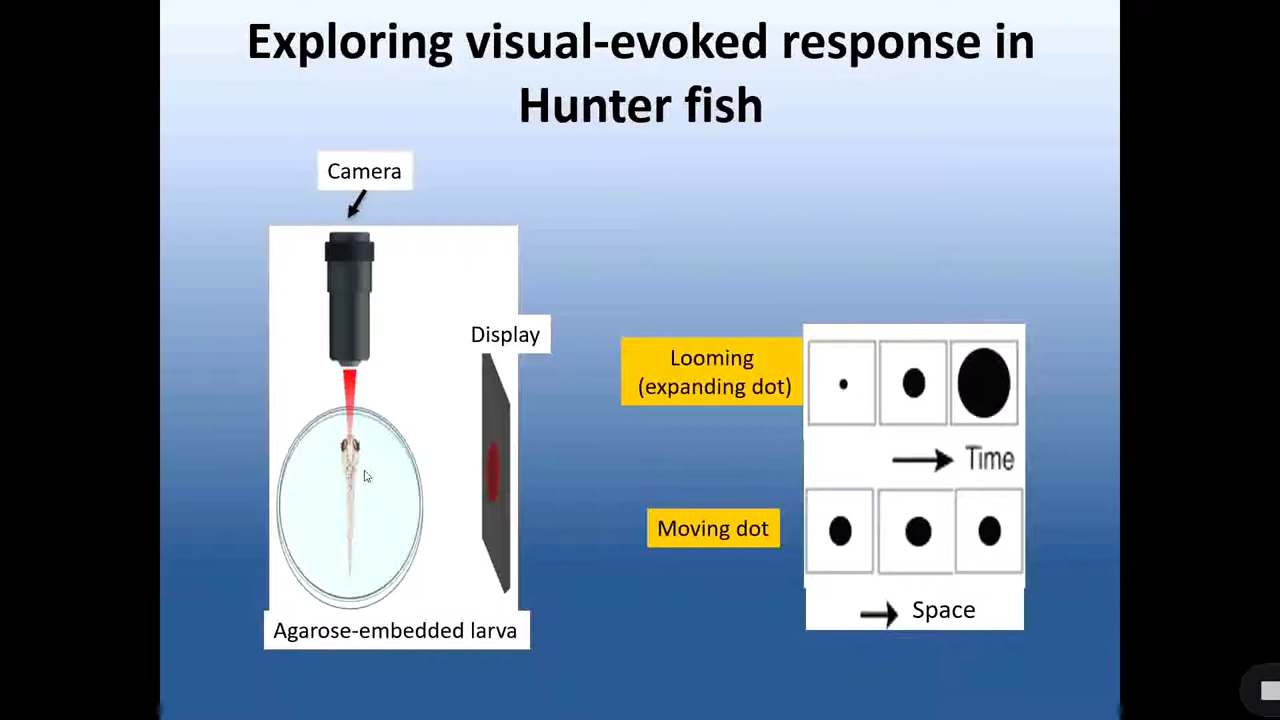 Exploring visual-evoked response in
Hunter fish
Camera
Display
Agarose-embedded larva
Looming
(expanding dot)
Time
Moving dot
Space